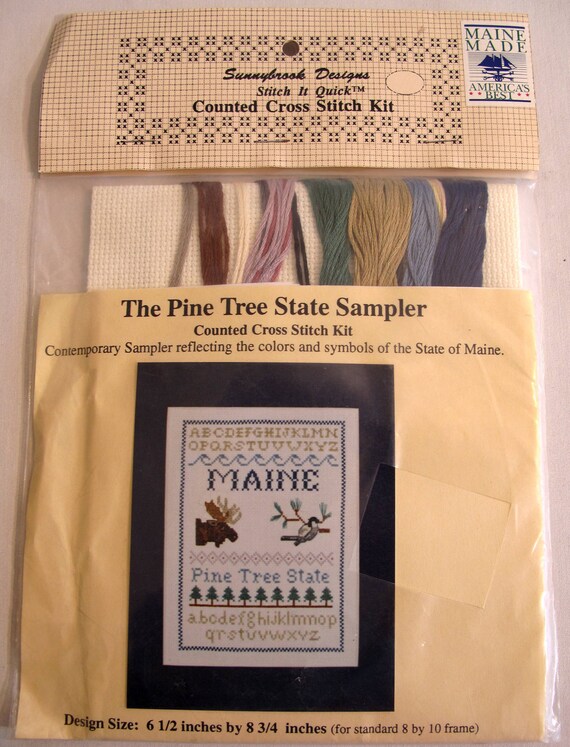 MAINE
MADE
AMERICA'S
BEST
Sunnybrook Designs
Stitch It Quick™
Counted Cross Stitch Kit
The Pine Tree State Sampler
Counted Cross Stitch Kit
Contemporary Sampler reflecting the colors and symbols of the State of Maine.
ABCDEFGHIJKLMN
OPQRSTUVWXYZ
MAINE
Pine Tree State
abcdefghijklmnop
qrstuvwxyz
Design Size: 6 1/2 inches by 8 3/4 inches (for standard 8 by 10 frame)